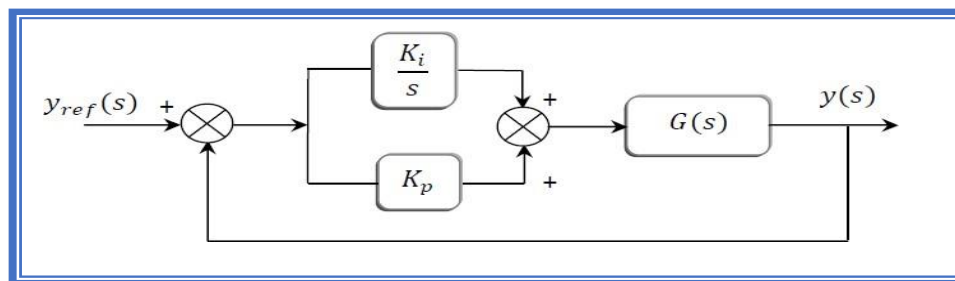 K_i
s
y_ref(s) +
+
G(s)
y(s)
K_p
+